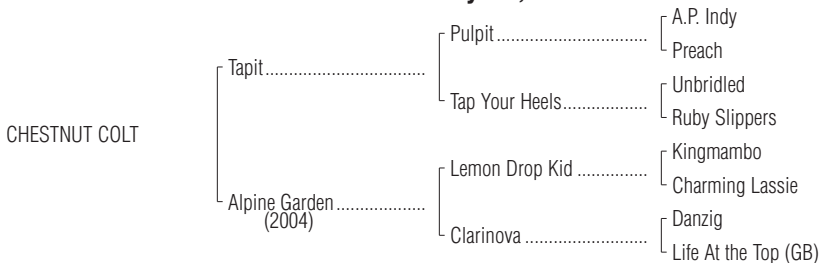 Pulpit
A.P. Indy
Preach
Tapit
Tap Your Heels
Unbridled
Ruby Slippers
CHESTNUT COLT
Lemon Drop Kid
Kingmambo
Charming Lassie
Alpine Garden
(2004)
Clarinova
Danzig
Life At the Top (GB)